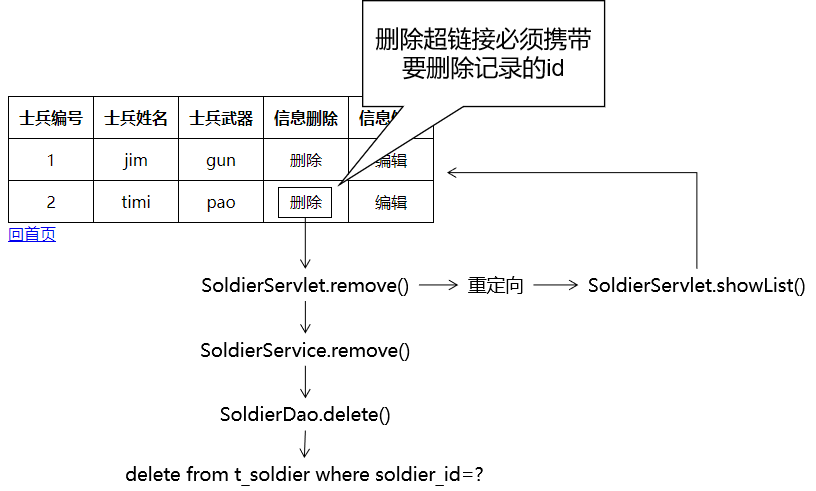 删除超链接必须携带
要删除记录的id
士兵编号 士兵姓名 士兵武器 信息删除 信息
1 jim gun 删除 编辑
2 timi pao 删除 编辑
回首页
SoldierServlet.remove() 重定向 SoldierServlet.showList()
SoldierService.remove()
SoldierDao.delete()
delete from t_soldier where soldier_id=?